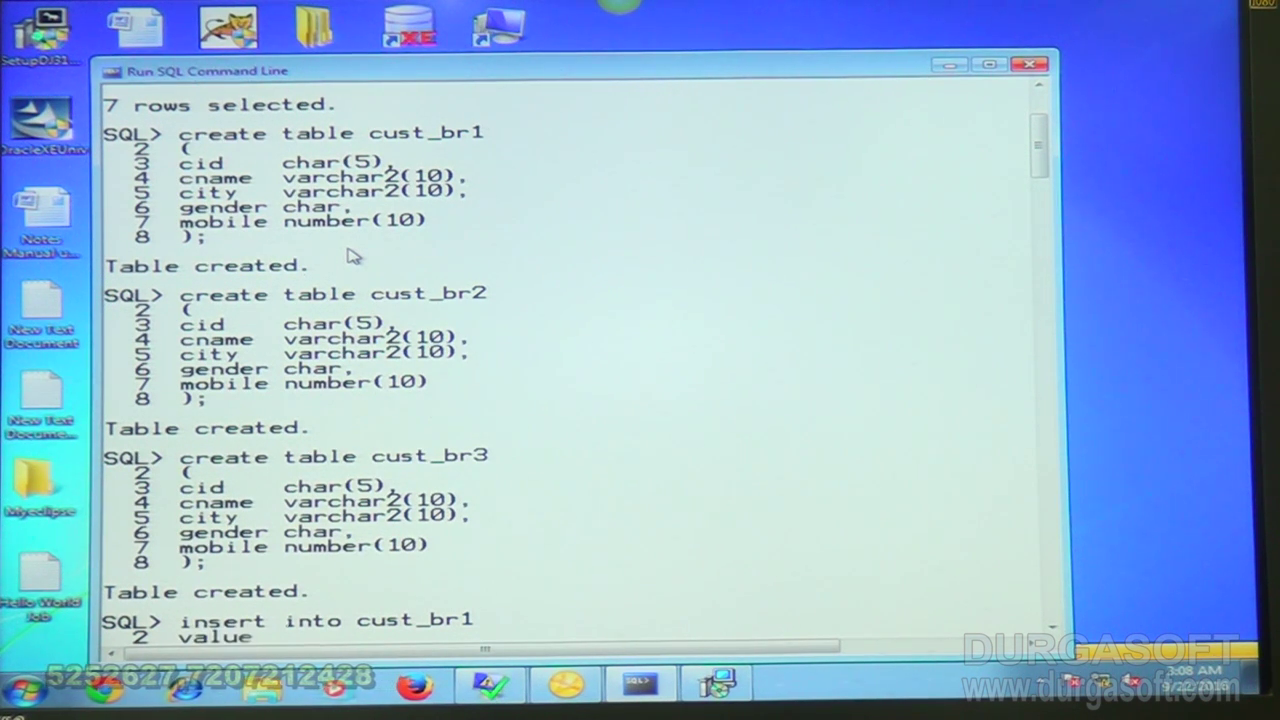 1080
SetupDJ31...
XE
Run SQL Command Line
7 rows selected.
SQL> create table cust_br1
2 (
3 cid char(5),
4 cname varchar2(10),
5 city varchar2(10),
6 gender char,
7 mobile number(10)
8 );
Table created.
SQL> create table cust_br2
2 (
3 cid char(5),
4 cname varchar2(10),
5 city varchar2(10),
6 gender char,
7 mobile number(10)
8 );
Table created.
SQL> create table cust_br3
2 (
3 cid char(5),
4 cname varchar2(10),
5 city varchar2(10),
6 gender char,
7 mobile number(10)
8 );
Table created.
SQL> insert into cust_br1
2 value
OracleXEUniv
Notes
Manual u...
New Text
Document
New Text
Docume...
Myeclipse
Hello World
Job
DURGASOFT
5252627,7207212428
SQL>
3:08 AM
9/22/2016
www.durgasoft.com